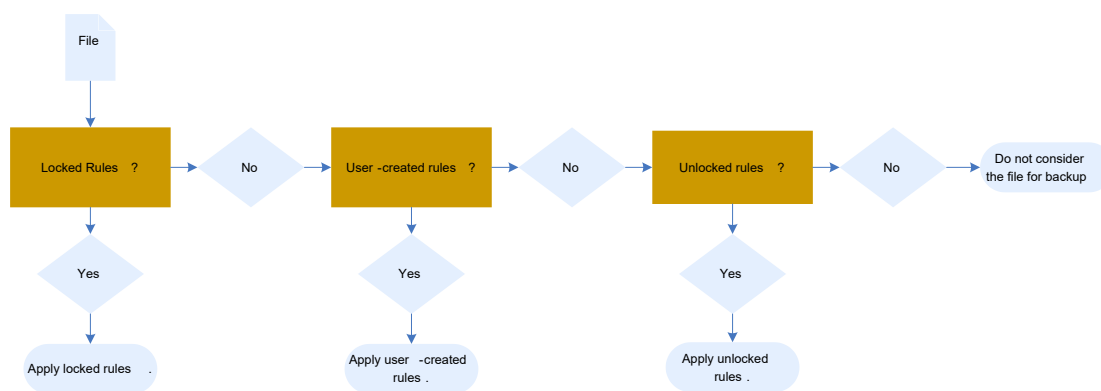 File
Locked Rules ?
No
User -created rules ?
No
Unlocked rules ?
No
Do not consider
the file for backup
Yes
Yes
Yes
Apply locked rules .
Apply user -created
rules .
Apply unlocked
rules .